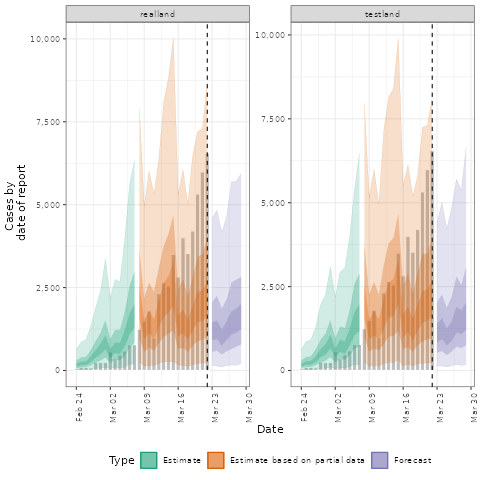 realland
testland
10,000
7,500
5,000
2,500
0
10,000
7,500
5,000
2,500
0
Cases by
date of report
Feb 24
Mar 02
Mar 09
Mar 16
Mar 23
Mar 30
Feb 24
Mar 02
Mar 09
Mar 16
Mar 23
Mar 30
Date
Type Estimate Estimate based on partial data Forecast